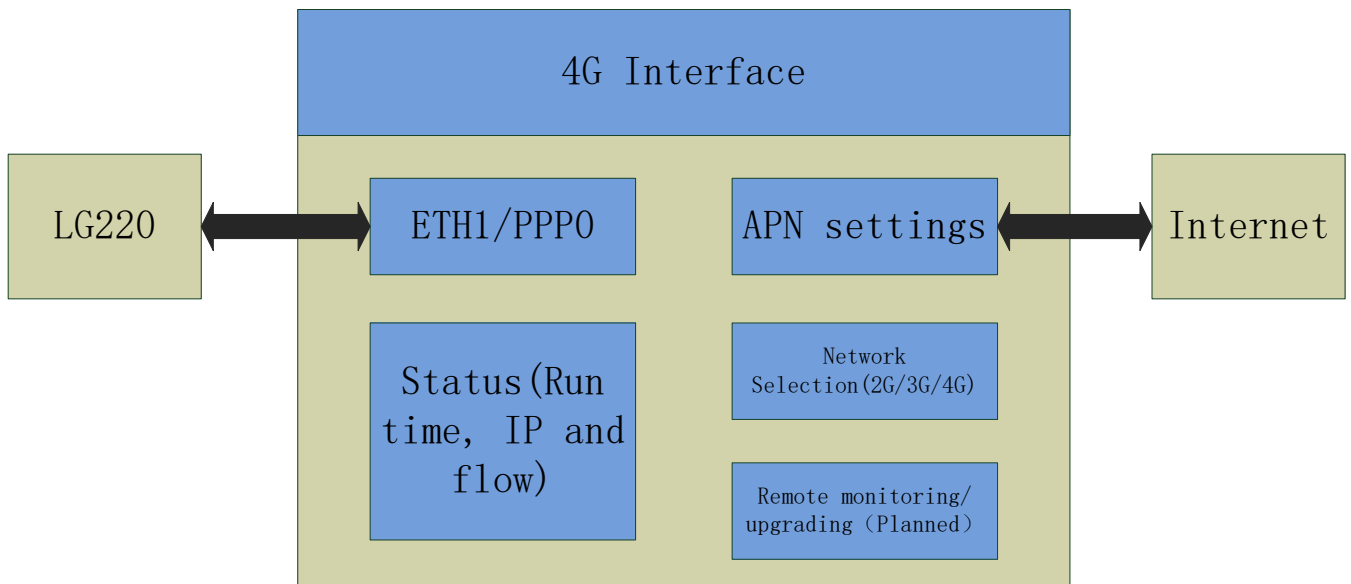 4G Interface
LG220
ETH1/PPP0
APN settings
Internet
Status(Run
time, IP and
flow)
Network
Selection(2G/3G/4G)
Remote monitoring/
upgrading（Planned）